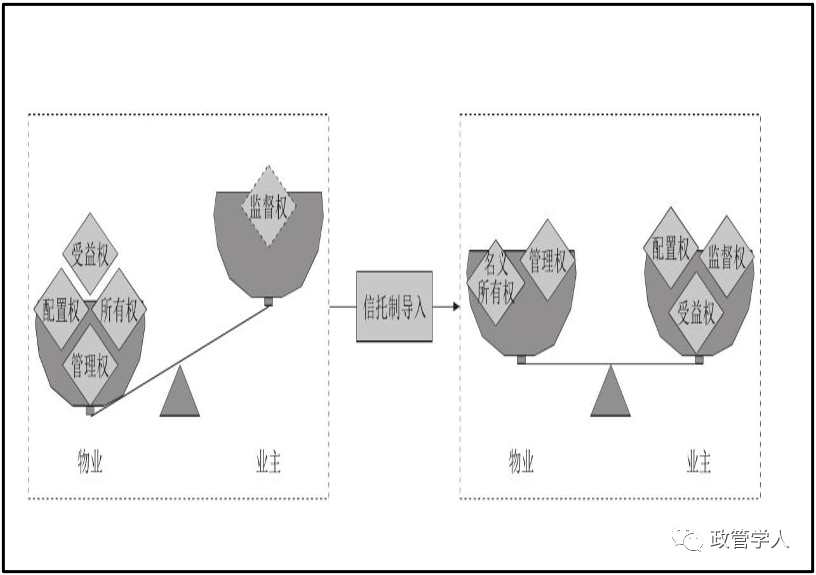 监督权
受益权
配置权 所有权
管理权
物业 业主
信托制导入
名义
所有权
管理权
配置权
监督权
受益权
物业 业主
政管学人